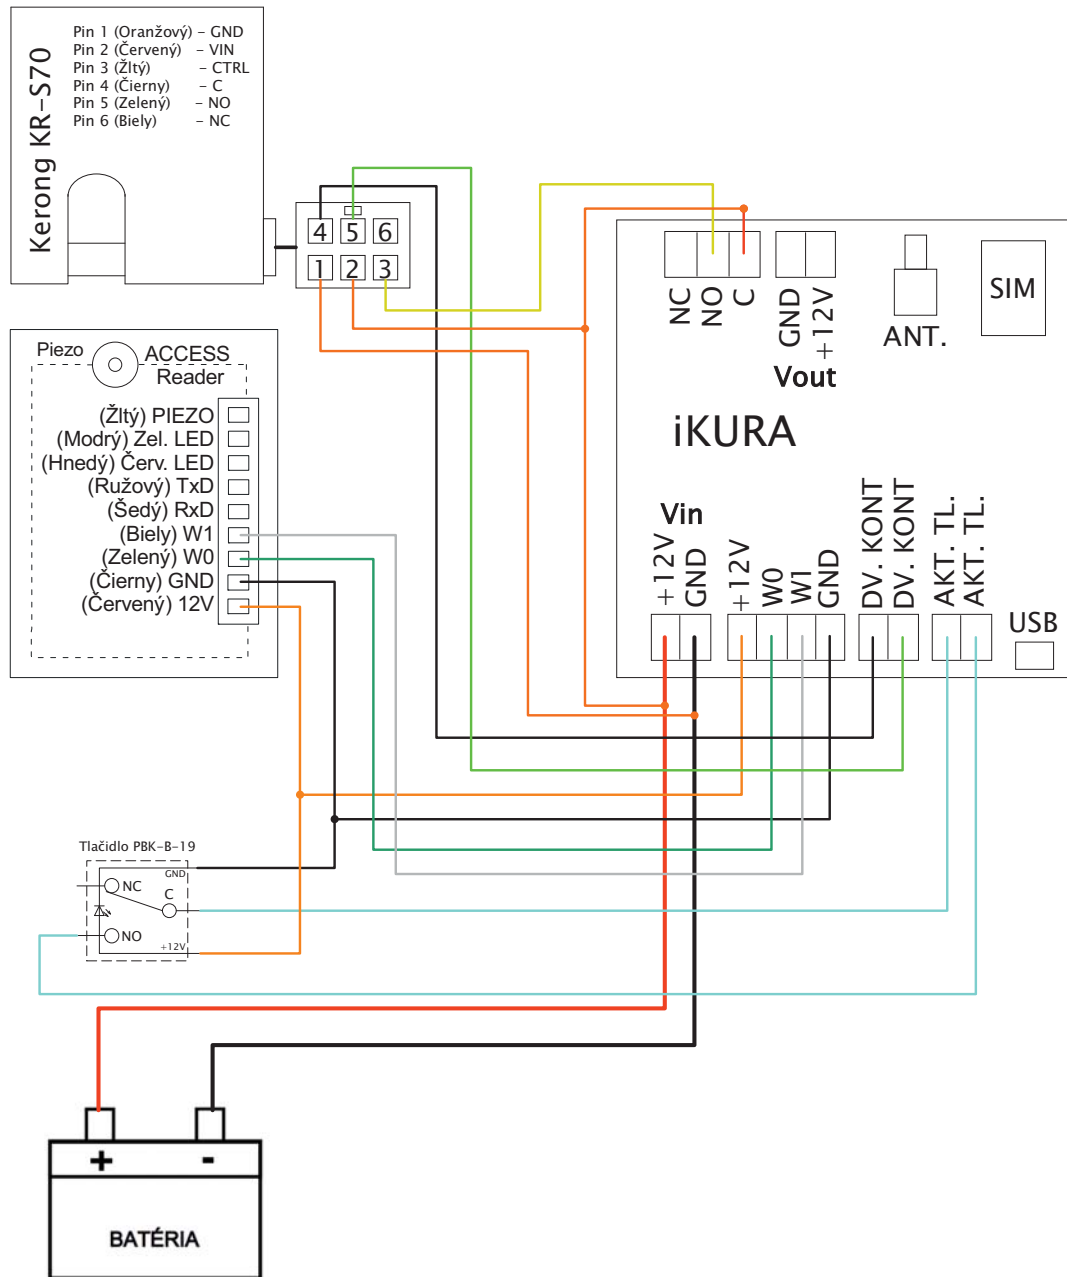 Kerong KR-S70
Pin 1 (Oranžový) – GND
Pin 2 (Červený) – VIN
Pin 3 (Žltý) – CTRL
Pin 4 (Čierny) – C
Pin 5 (Zelený) – NO
Pin 6 (Biely) – NC
4 5 6
1 2 3
NC
NO
C
GND
+12V
Vout
ANT.
SIM
iKURA
Piezo
ACCESS
Reader
(Žltý) PIEZO
(Modrý) Zel. LED
(Hnedý) Červ. LED
(Ružový) TxD
(Šedý) RxD
(Biely) W1
(Zelený) W0
(Čierny) GND
(Červený) 12V
Vin
+12V
GND
+12V
W0
W1
GND
DV. KONT
DV. KONT
AKT. TL.
AKT. TL.
USB
Tlačidlo PBK-B-19
GND
NC
C
NO
+12V
+ -
BATÉRIA